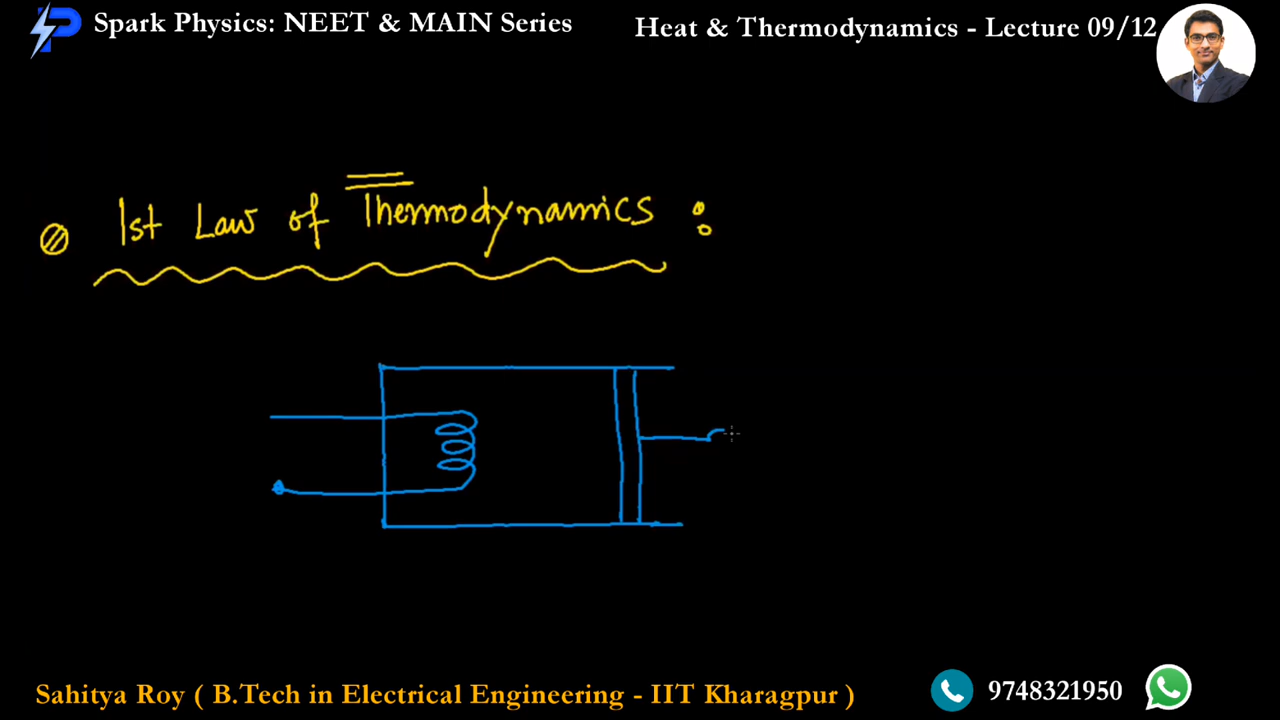 Spark Physics: NEET & MAIN Series
Heat & Thermodynamics - Lecture 09/12
1st Law of Thermodynamics :
Sahitya Roy ( B.Tech in Electrical Engineering - IIT Kharagpur )
9748321950